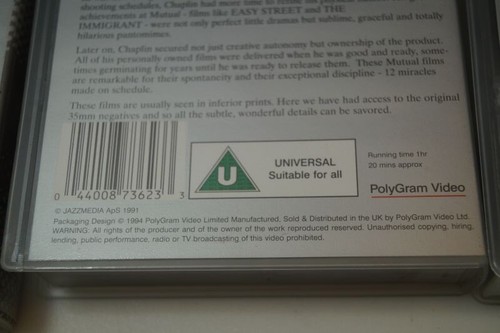 shooting schedules, Chaplin had more time to
achievements at Mutual - films like EASY STREET and THE
IMMIGRANT - were not only perfect little dramas but sublime, graceful and totally
hilarious pantomimes.
Later on, Chaplin secured not just creative autonomy but ownership of the product.
All of his personally owned films were delivered when he was good and ready, some-
times germinating for years until he was ready to release them. These Mutual films
are remarkable for their spontaneity and their exceptional discipline - 12 miracles
made on schedule.
These films are usually seen in inferior prints. Here we have had access to the original
35mm negatives and so all the subtle, wonderful details can be savored.
0 44008 73623 3
U
UNIVERSAL
Suitable for all
Running time 1hr
20 mins approx
PolyGram Video
© JAZZMEDIA ApS 1991
Packaging Design © 1994 PolyGram Video Limited Manufactured, Sold & Distributed in the UK by PolyGram Video Ltd.
WARNING: All rights of the producer and of the owner of the work reproduced reserved. Unauthorised copying, hiring,
lending, public performance, radio or TV broadcasting of this video prohibited.